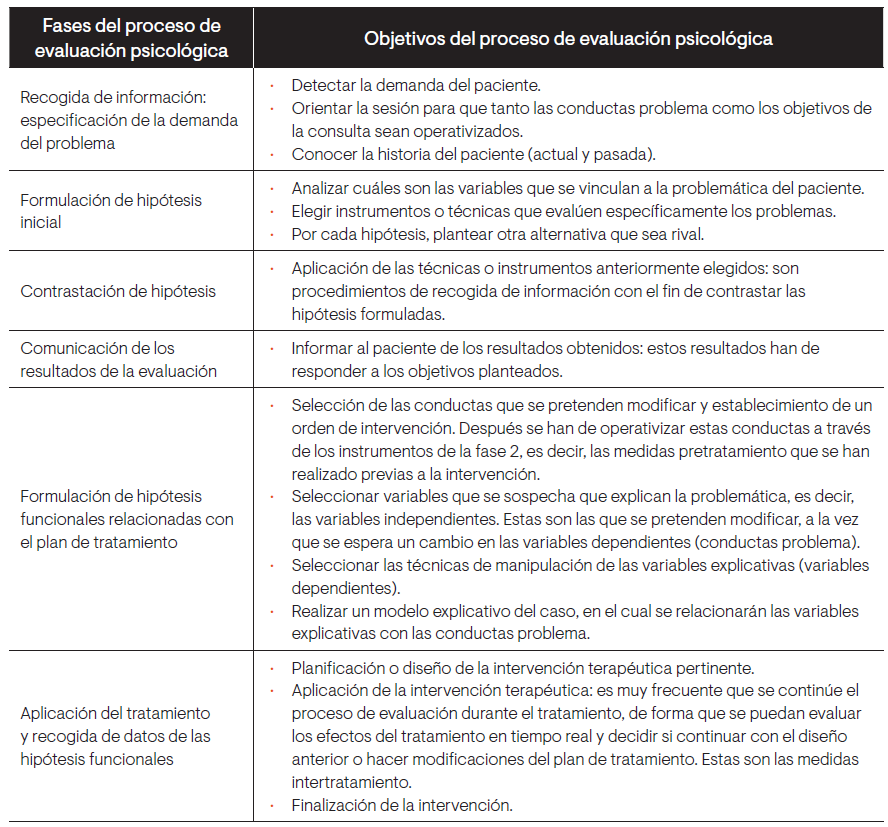 Fases del proceso de
evaluación psicológica
Objetivos del proceso de evaluación psicológica
Recogida de información:
especificación de la demanda
del problema
· Detectar la demanda del paciente.
· Orientar la sesión para que tanto las conductas problema como los objetivos de
la consulta sean operativizados.
· Conocer la historia del paciente (actual y pasada).
Formulación de hipótesis
inicial
· Analizar cuáles son las variables que se vinculan a la problemática del paciente.
· Elegir instrumentos o técnicas que evalúen específicamente los problemas.
· Por cada hipótesis, plantear otra alternativa que sea rival.
Contrastación de hipótesis
· Aplicación de las técnicas o instrumentos anteriormente elegidos: son
procedimientos de recogida de información con el fin de contrastar las
hipótesis formuladas.
Comunicación de los
resultados de la evaluación
· Informar al paciente de los resultados obtenidos: estos resultados han de
responder a los objetivos planteados.
Formulación de hipótesis
funcionales relacionadas con
el plan de tratamiento
· Selección de las conductas que se pretenden modificar y establecimiento de un
orden de intervención. Después se han de operativizar estas conductas a través
de los instrumentos de la fase 2, es decir, las medidas pretratamiento que se han
realizado previas a la intervención.
· Seleccionar variables que se sospecha que explican la problemática, es decir,
las variables independientes. Estas son las que se pretenden modificar, a la vez
que se espera un cambio en las variables dependientes (conductas problema).
· Seleccionar las técnicas de manipulación de las variables explicativas (variables
dependientes).
· Realizar un modelo explicativo del caso, en el cual se relacionarán las variables
explicativas con las conductas problema.
Aplicación del tratamiento
y recogida de datos de las
hipótesis funcionales
· Planificación o diseño de la intervención terapéutica pertinente.
· Aplicación de la intervención terapéutica: es muy frecuente que se continúe el
proceso de evaluación durante el tratamiento, de forma que se puedan evaluar
los efectos del tratamiento en tiempo real y decidir si continuar con el diseño
anterior o hacer modificaciones del plan de tratamiento. Estas son las medidas
intertratamiento.
· Finalización de la intervención.